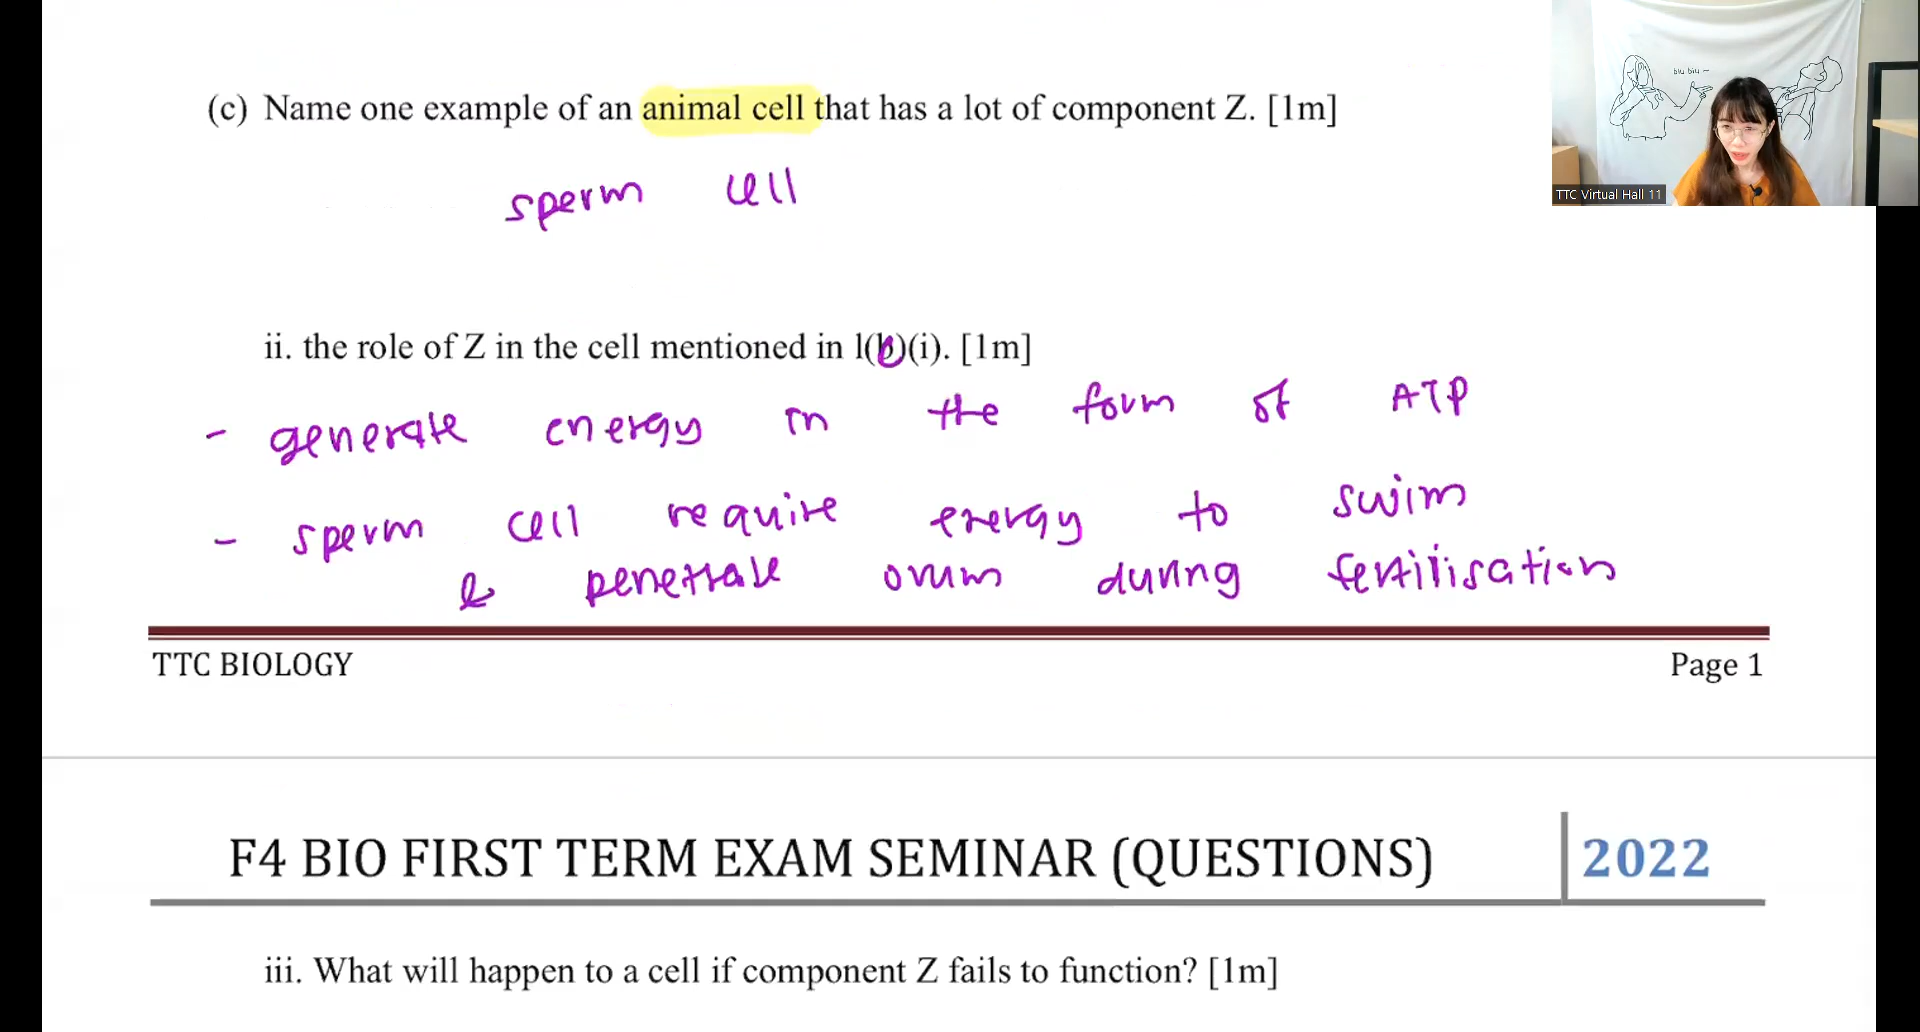 (c) Name one example of an animal cell that has a lot of component Z. [1m]
sperm cell
ii. the role of Z in the cell mentioned in 1(c)(i). [1m]
- generate energy in the form of ATP
- sperm cell require energy to swim
& penetrate ovum during fertilisation
TTC BIOLOGY Page 1
F4 BIO FIRST TERM EXAM SEMINAR (QUESTIONS) 2022
iii. What will happen to a cell if component Z fails to function? [1m]
biu biu ~
TTC Virtual Hall 11